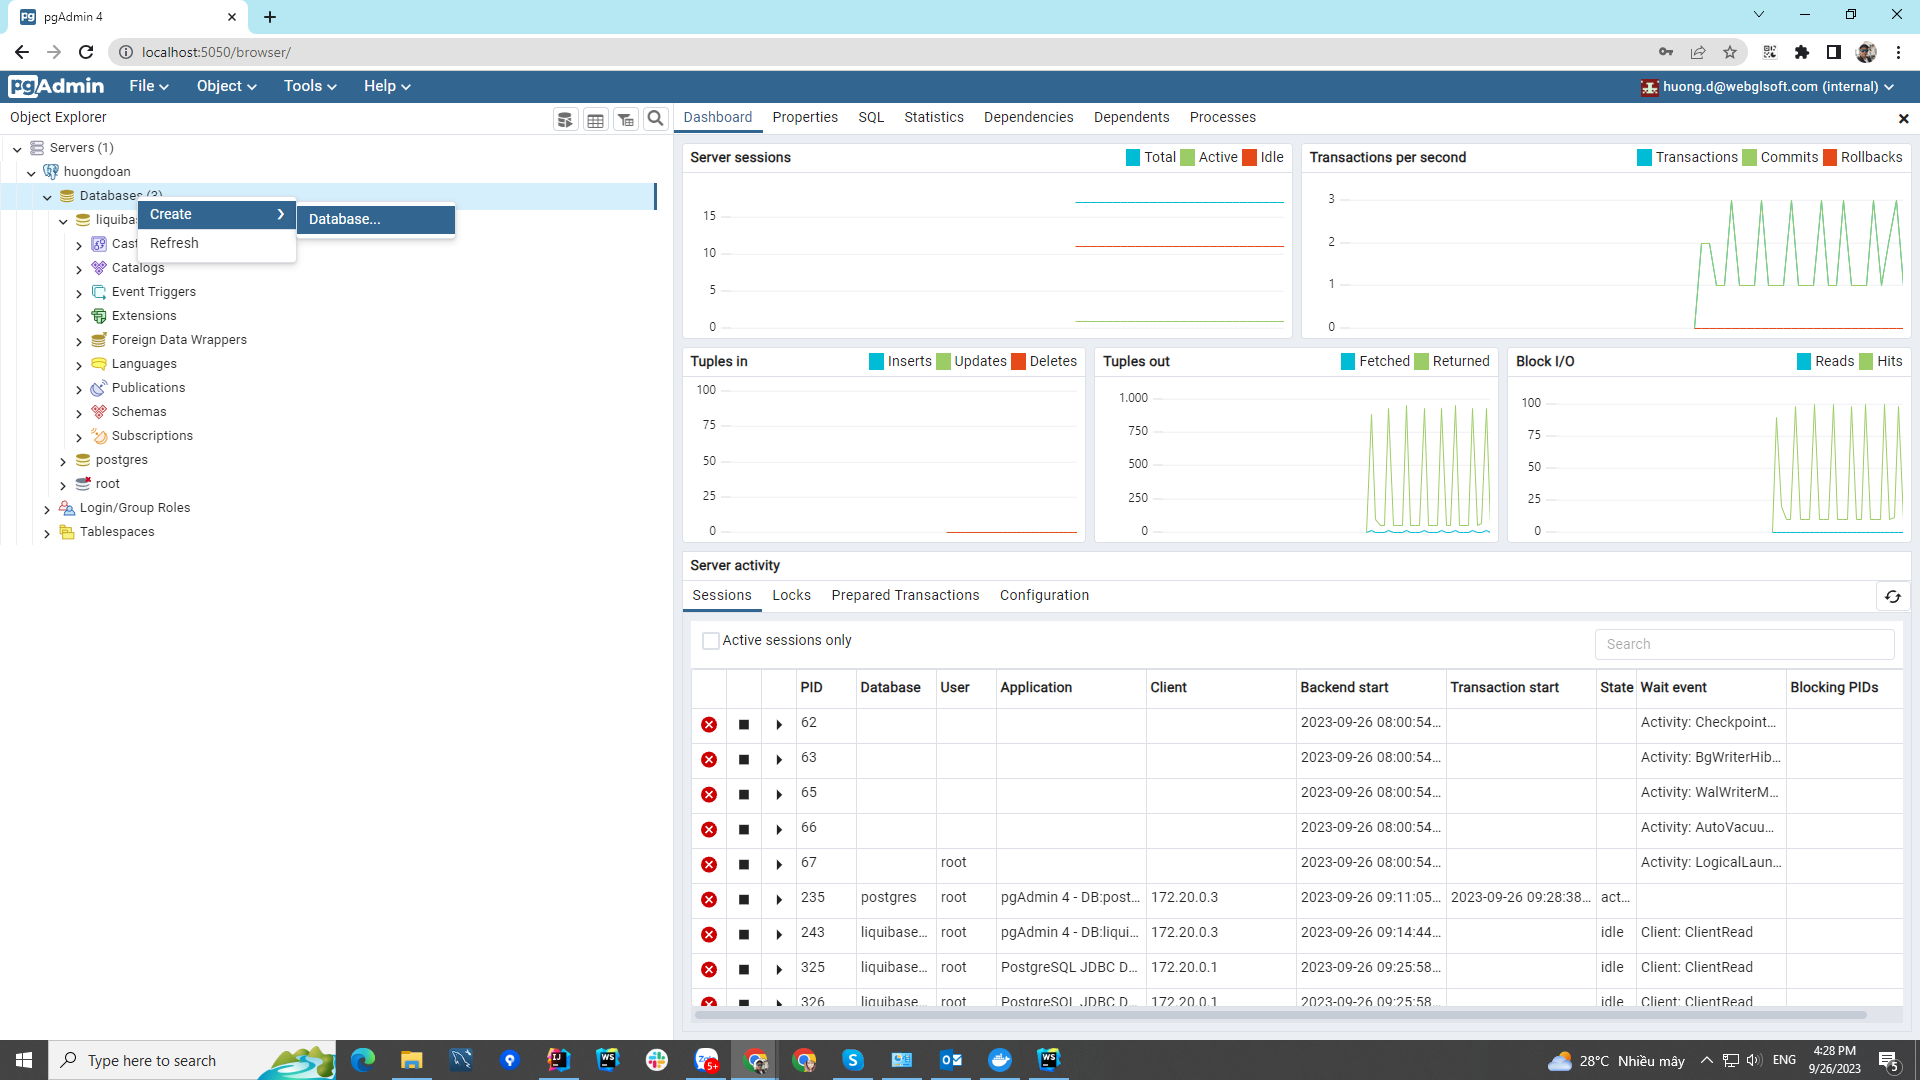 pgAdmin 4
localhost:5050/browser/
pgAdmin File Object Tools Help huong.d@webglsoft.com (internal)
Object Explorer
Servers (1)
huongdoan
Databases (3)
liquibas
Cast
Catalogs
Event Triggers
Extensions
Foreign Data Wrappers
Languages
Publications
Schemas
Subscriptions
postgres
root
Login/Group Roles
Tablespaces
Create
Refresh
Database...
Dashboard Properties SQL Statistics Dependencies Dependents Processes
Server sessions Total Active Idle
15
10
5
0
Transactions per second Transactions Commits Rollbacks
3
2
1
0
Tuples in Inserts Updates Deletes
100
75
50
25
0
Tuples out Fetched Returned
1.000
750
500
250
0
Block I/O Reads Hits
100
75
50
25
0
Server activity
Sessions Locks Prepared Transactions Configuration
Active sessions only Search
PID Database User Application Client Backend start Transaction start State Wait event Blocking PIDs
62 2023-09-26 08:00:54... Activity: Checkpoint...
63 2023-09-26 08:00:54... Activity: BgWriterHib...
65 2023-09-26 08:00:54... Activity: WalWriterM...
66 2023-09-26 08:00:54... Activity: AutoVacuu...
67 root 2023-09-26 08:00:54... Activity: LogicalLaun...
235 postgres root pgAdmin 4 - DB:post... 172.20.0.3 2023-09-26 09:11:05... 2023-09-26 09:28:38... act...
243 liquibase... root pgAdmin 4 - DB:liqui... 172.20.0.3 2023-09-26 09:14:44... idle Client: ClientRead
325 liquibase... root PostgreSQL JDBC D... 172.20.0.1 2023-09-26 09:25:58... idle Client: ClientRead
326 liquibase... root PostgreSQL JDBC D... 172.20.0.1 2023-09-26 09:25:58... idle Client: ClientRead
Type here to search
28°C Nhiều mây
ENG
4:28 PM
9/26/2023
5